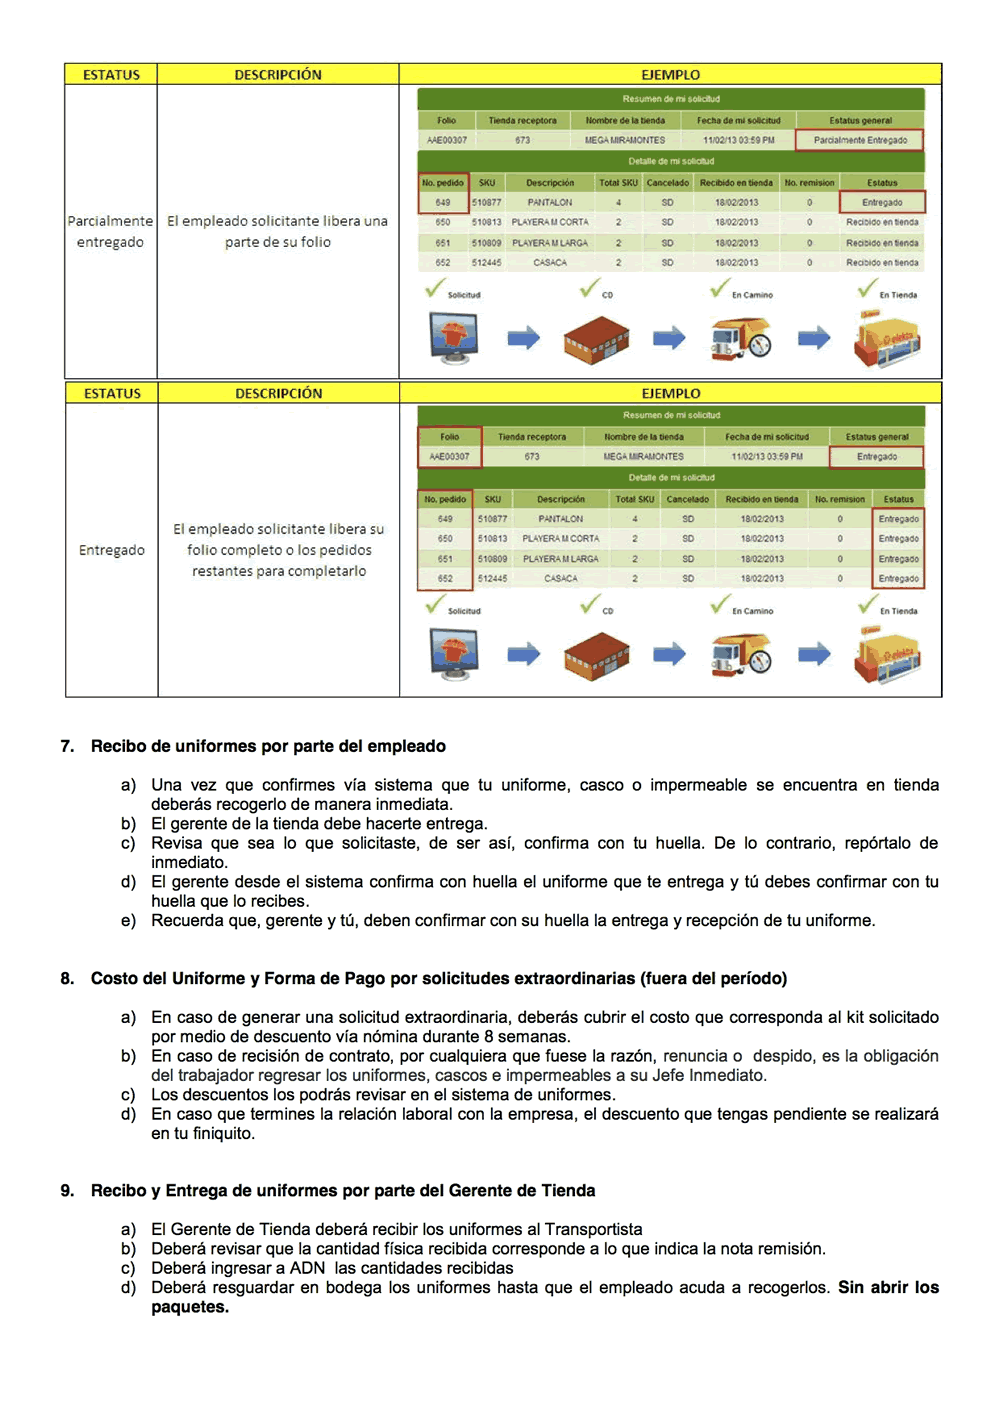 ESTATUS DESCRIPCIÓN EJEMPLO
Resumen de mi solicitud
Folio Tienda receptora Nombre de la tienda Fecha de mi solicitud Estatus general
AAE00307 673 MEGA MIRAMONTES 11/02/13 03:59 PM Parcialmente Entregado
Detalle de mi solicitud
No. pedido SKU Descripción Total SKU Cancelado Recibido en tienda No. remision Estatus
649 510877 PANTALON 4 SD 18/02/2013 0 Entregado
650 510813 PLAYERA M CORTA 2 SD 18/02/2013 0 Recibido en tienda
651 510809 PLAYERA M LARGA 2 SD 18/02/2013 0 Recibido en tienda
652 512445 CASACA 2 SD 18/02/2013 0 Recibido en tienda
Parcialmente
entregado
El empleado solicitante libera una
parte de su folio
Solicitud CD En Camino En Tienda
elektra
ESTATUS DESCRIPCIÓN EJEMPLO
Resumen de mi solicitud
Folio Tienda receptora Nombre de la tienda Fecha de mi solicitud Estatus general
AAE00307 673 MEGA MIRAMONTES 11/02/13 03:59 PM Entregado
Detalle de mi solicitud
No. pedido SKU Descripción Total SKU Cancelado Recibido en tienda No. remision Estatus
649 510877 PANTALON 4 SD 18/02/2013 0 Entregado
650 510813 PLAYERA M CORTA 2 SD 18/02/2013 0 Entregado
651 510809 PLAYERA M LARGA 2 SD 18/02/2013 0 Entregado
652 512445 CASACA 2 SD 18/02/2013 0 Entregado
Entregado
El empleado solicitante libera su
folio completo o los pedidos
restantes para completarlo
Solicitud CD En Camino En Tienda
elektra
7. Recibo de uniformes por parte del empleado
a) Una vez que confirmes vía sistema que tu uniforme, casco o impermeable se encuentra en tienda
deberás recogerlo de manera inmediata.
b) El gerente de la tienda debe hacerte entrega.
c) Revisa que sea lo que solicitaste, de ser así, confirma con tu huella. De lo contrario, repórtalo de
inmediato.
d) El gerente desde el sistema confirma con huella el uniforme que te entrega y tú debes confirmar con tu
huella que lo recibes.
e) Recuerda que, gerente y tú, deben confirmar con su huella la entrega y recepción de tu uniforme.
8. Costo del Uniforme y Forma de Pago por solicitudes extraordinarias (fuera del período)
a) En caso de generar una solicitud extraordinaria, deberás cubrir el costo que corresponda al kit solicitado
por medio de descuento vía nómina durante 8 semanas.
b) En caso de recisión de contrato, por cualquiera que fuese la razón, renuncia o despido, es la obligación
del trabajador regresar los uniformes, cascos e impermeables a su Jefe Inmediato.
c) Los descuentos los podrás revisar en el sistema de uniformes.
d) En caso que termines la relación laboral con la empresa, el descuento que tengas pendiente se realizará
en tu finiquito.
9. Recibo y Entrega de uniformes por parte del Gerente de Tienda
a) El Gerente de Tienda deberá recibir los uniformes al Transportista
b) Deberá revisar que la cantidad física recibida corresponde a lo que indica la nota remisión.
c) Deberá ingresar a ADN las cantidades recibidas
d) Deberá resguardar en bodega los uniformes hasta que el empleado acuda a recogerlos. Sin abrir los
paquetes.